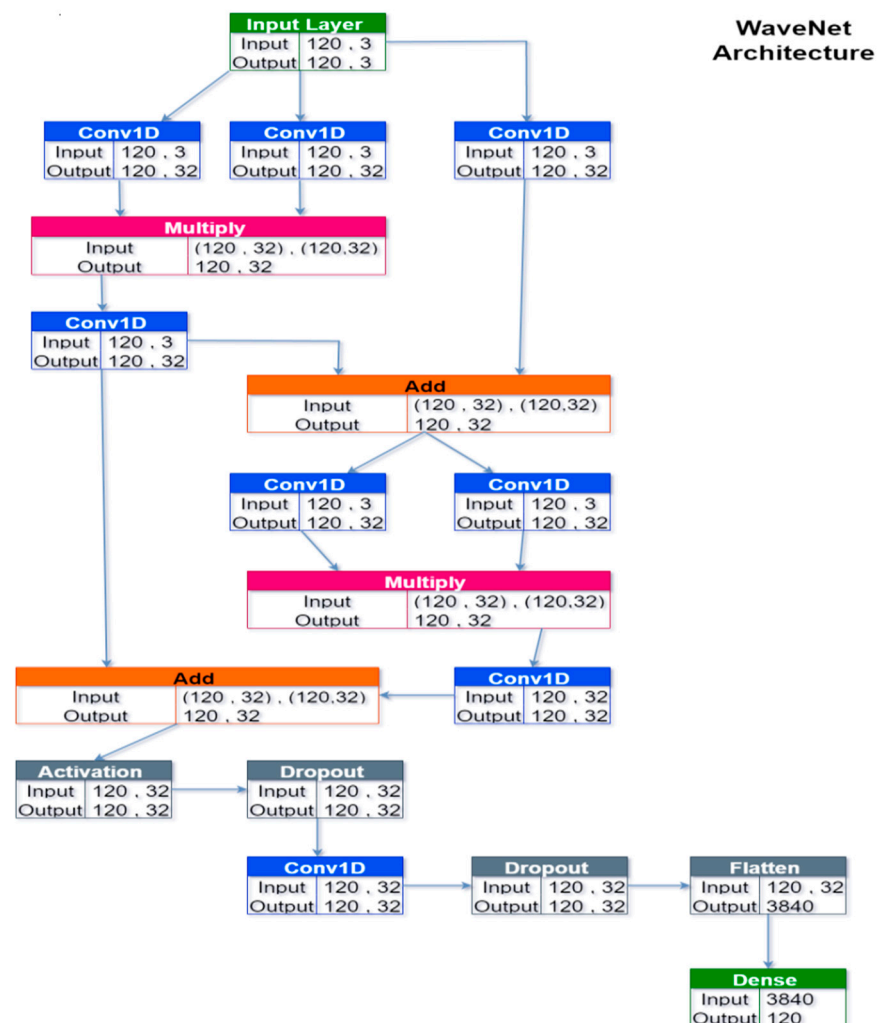 WaveNet
Architecture
Input Layer
Input 120 , 3
Output 120 , 3
Conv1D
Input 120 , 3
Output 120 , 32
Conv1D
Input 120 , 3
Output 120 , 32
Conv1D
Input 120 , 3
Output 120 , 32
Multiply
Input (120 , 32) , (120,32)
Output 120 , 32
Conv1D
Input 120 , 3
Output 120 , 32
Add
Input (120 , 32) , (120,32)
Output 120 , 32
Conv1D
Input 120 , 3
Output 120 , 32
Conv1D
Input 120 , 3
Output 120 , 32
Multiply
Input (120 , 32) , (120,32)
Output 120 , 32
Add
Input (120 , 32) , (120,32)
Output 120 , 32
Conv1D
Input 120 , 32
Output 120 , 32
Activation
Input 120 , 32
Output 120 , 32
Dropout
Input 120 , 32
Output 120 , 32
Conv1D
Input 120 , 32
Output 120 , 32
Dropout
Input 120 , 32
Output 120 , 32
Flatten
Input 120 , 32
Output 3840
Dense
Input 3840
Output 120